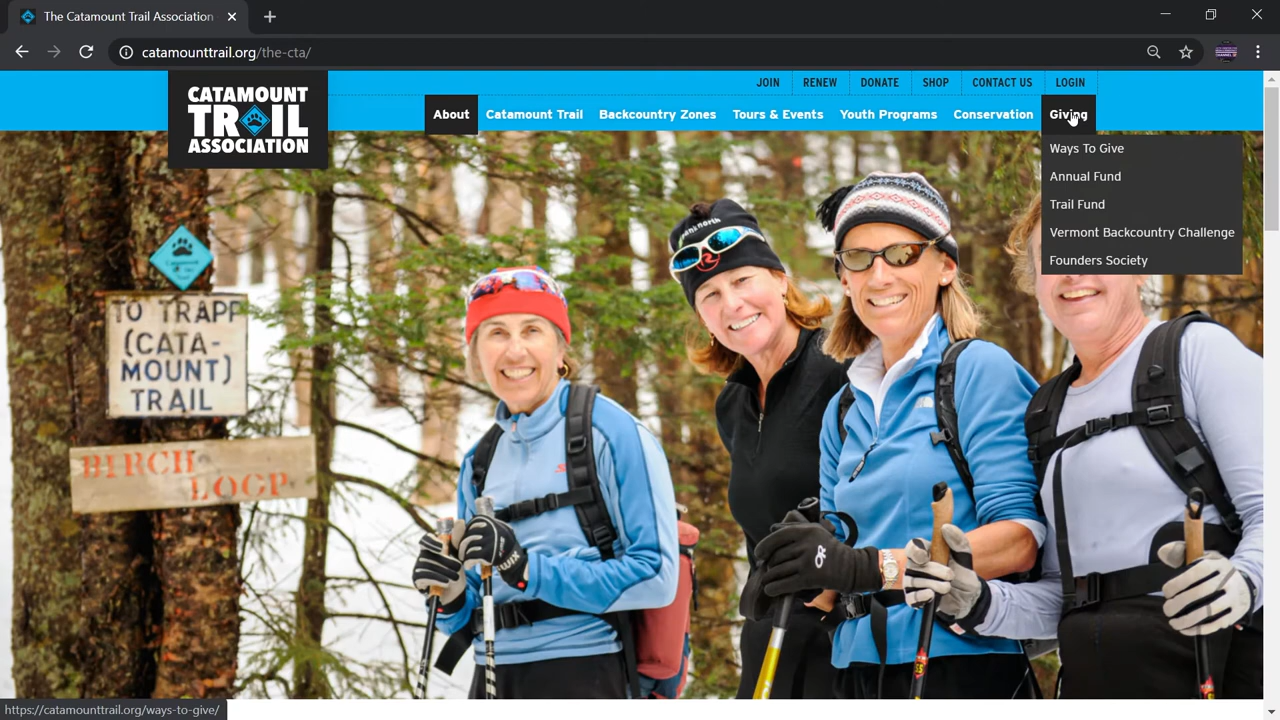 The Catamount Trail Association
catamounttrail.org/the-cta/
JOIN RENEW DONATE SHOP CONTACT US LOGIN
CATAMOUNT
TRAIL
ASSOCIATION
About Catamount Trail Backcountry Zones Tours & Events Youth Programs Conservation Giving
Ways To Give
Annual Fund
Trail Fund
Vermont Backcountry Challenge
Founders Society
TO TRAPP
(CATA-
MOUNT)
TRAIL
BIRCH
LOOP
https://catamounttrail.org/ways-to-give/